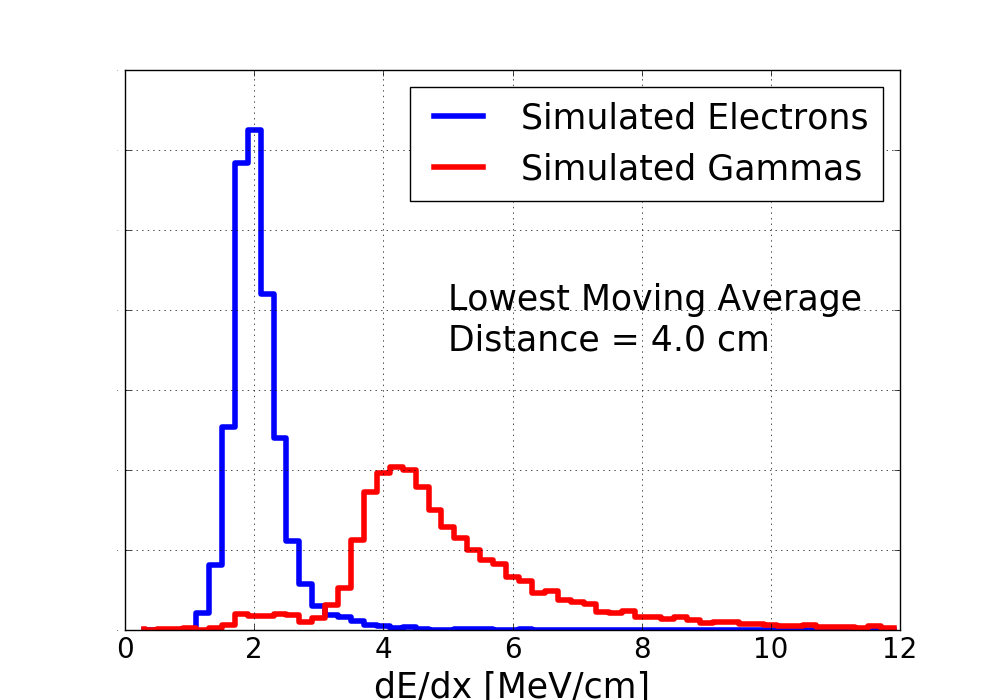 Simulated Electrons
Simulated Gammas
Lowest Moving Average
Distance = 4.0 cm
0 2 4 6 8 10 12
dE/dx [MeV/cm]